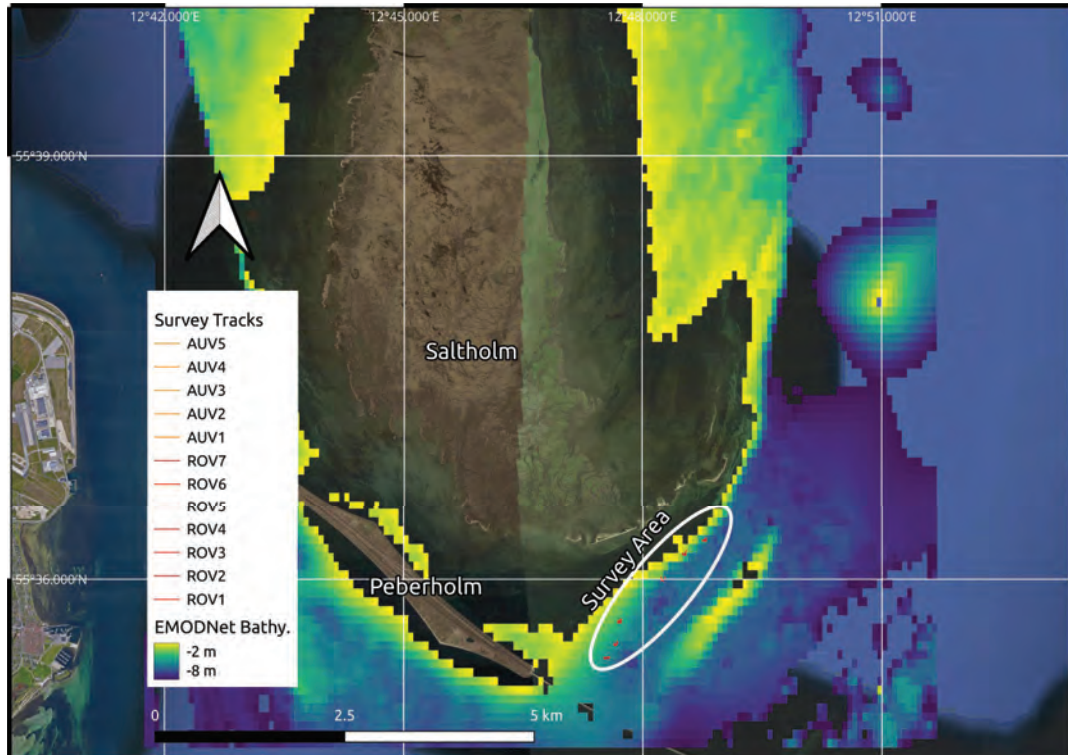 12°42.000'E
12°45.000'E
12°48.000'E
12°51.000'E
55°39.000'N
Survey Tracks
AUV5
AUV4
AUV3
AUV2
AUV1
ROV7
ROV6
ROV5
ROV4
ROV3
ROV2
ROV1
EMODNet Bathy.
-2 m
-8 m
Saltholm
Survey Area
55°36.000'N
Peberholm
0
2.5
5 km